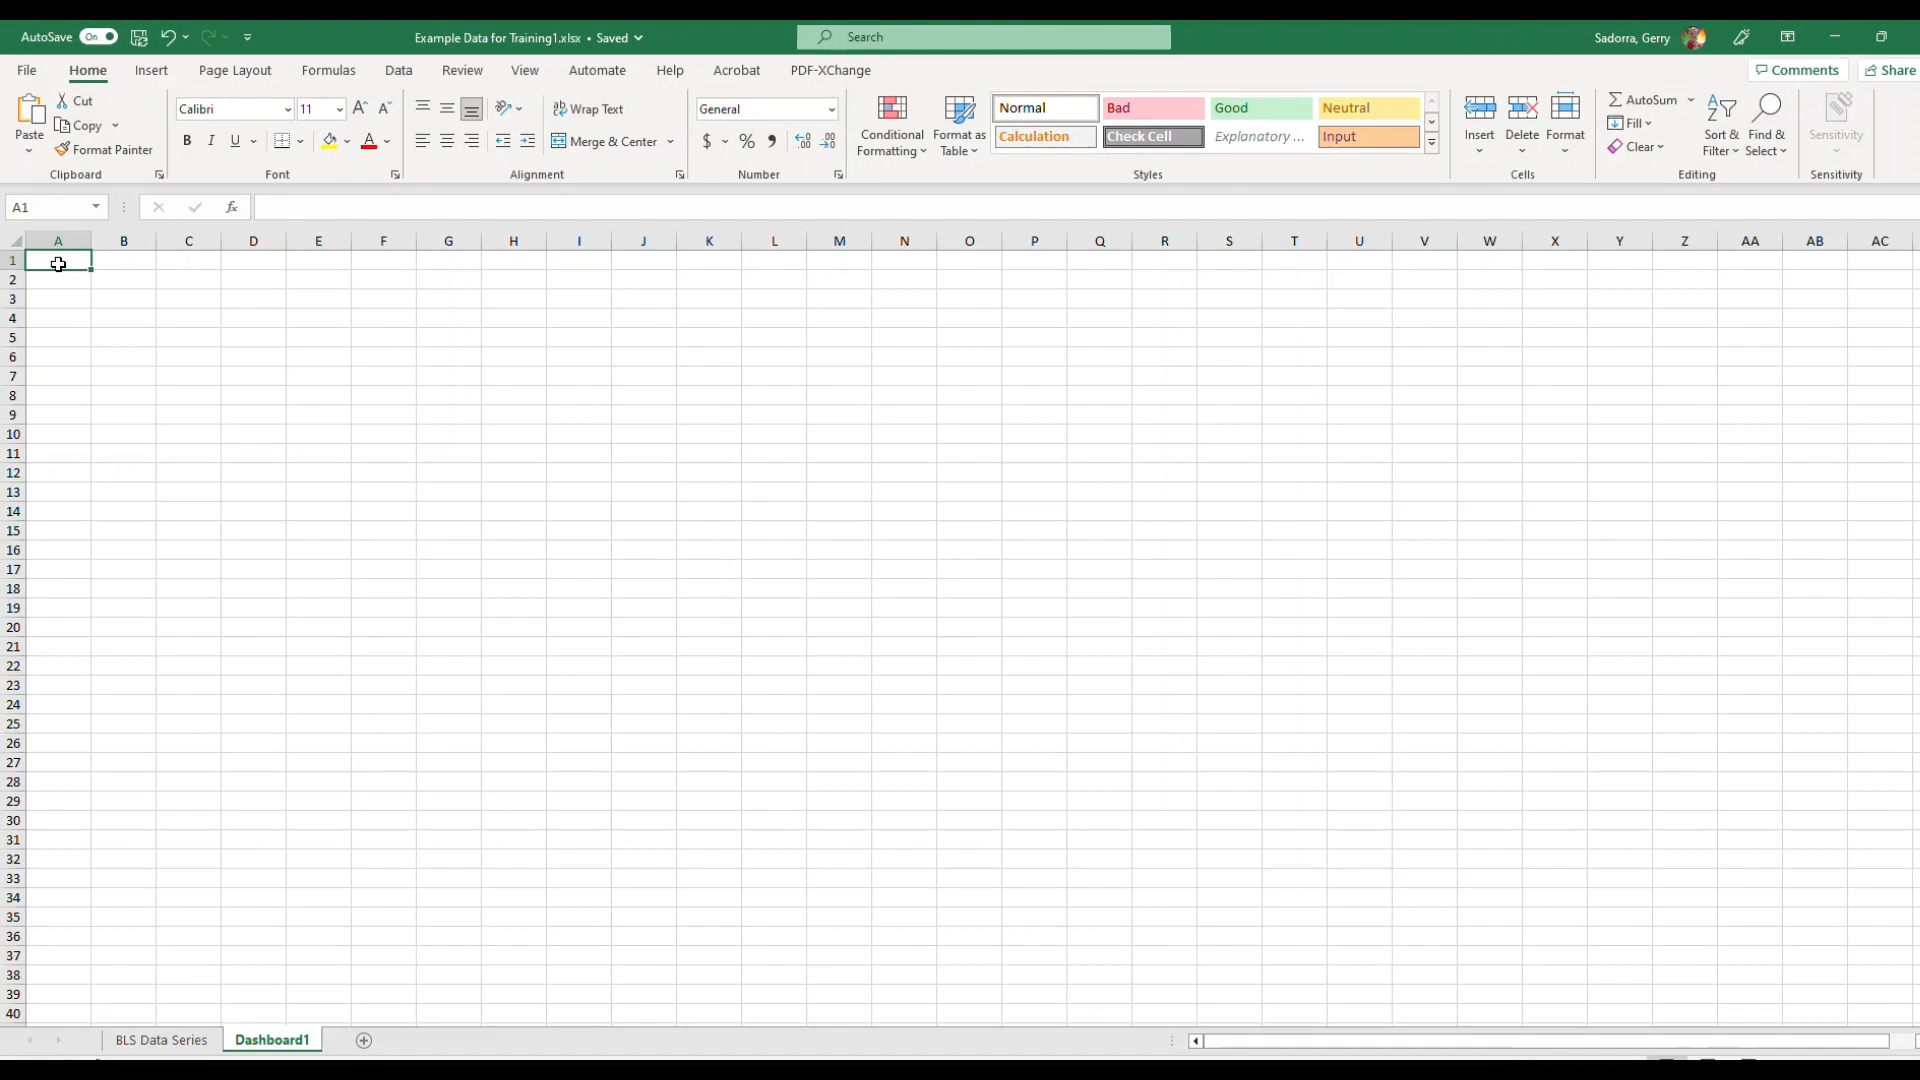 AutoSave On Example Data for Training1.xlsx • Saved Search Sadorra, Gerry
File Home Insert Page Layout Formulas Data Review View Automate Help Acrobat PDF-XChange Comments Share
Paste Cut Copy Format Painter Clipboard
Calibri 11 B I U A Font
Wrap Text Merge & Center Alignment
General $ % Number
Conditional Formatting Format as Table
Normal Bad Good Neutral
Calculation Check Cell Explanatory ... Input
Styles
Insert Delete Format Cells
AutoSum Fill Clear Sort & Filter Find & Select Editing
Sensitivity Sensitivity
A1 fx
A B C D E F G H I J K L M N O P Q R S T U V W X Y Z AA AB AC
1
2
3
4
5
6
7
8
9
10
11
12
13
14
15
16
17
18
19
20
21
22
23
24
25
26
27
28
29
30
31
32
33
34
35
36
37
38
39
40
BLS Data Series Dashboard1